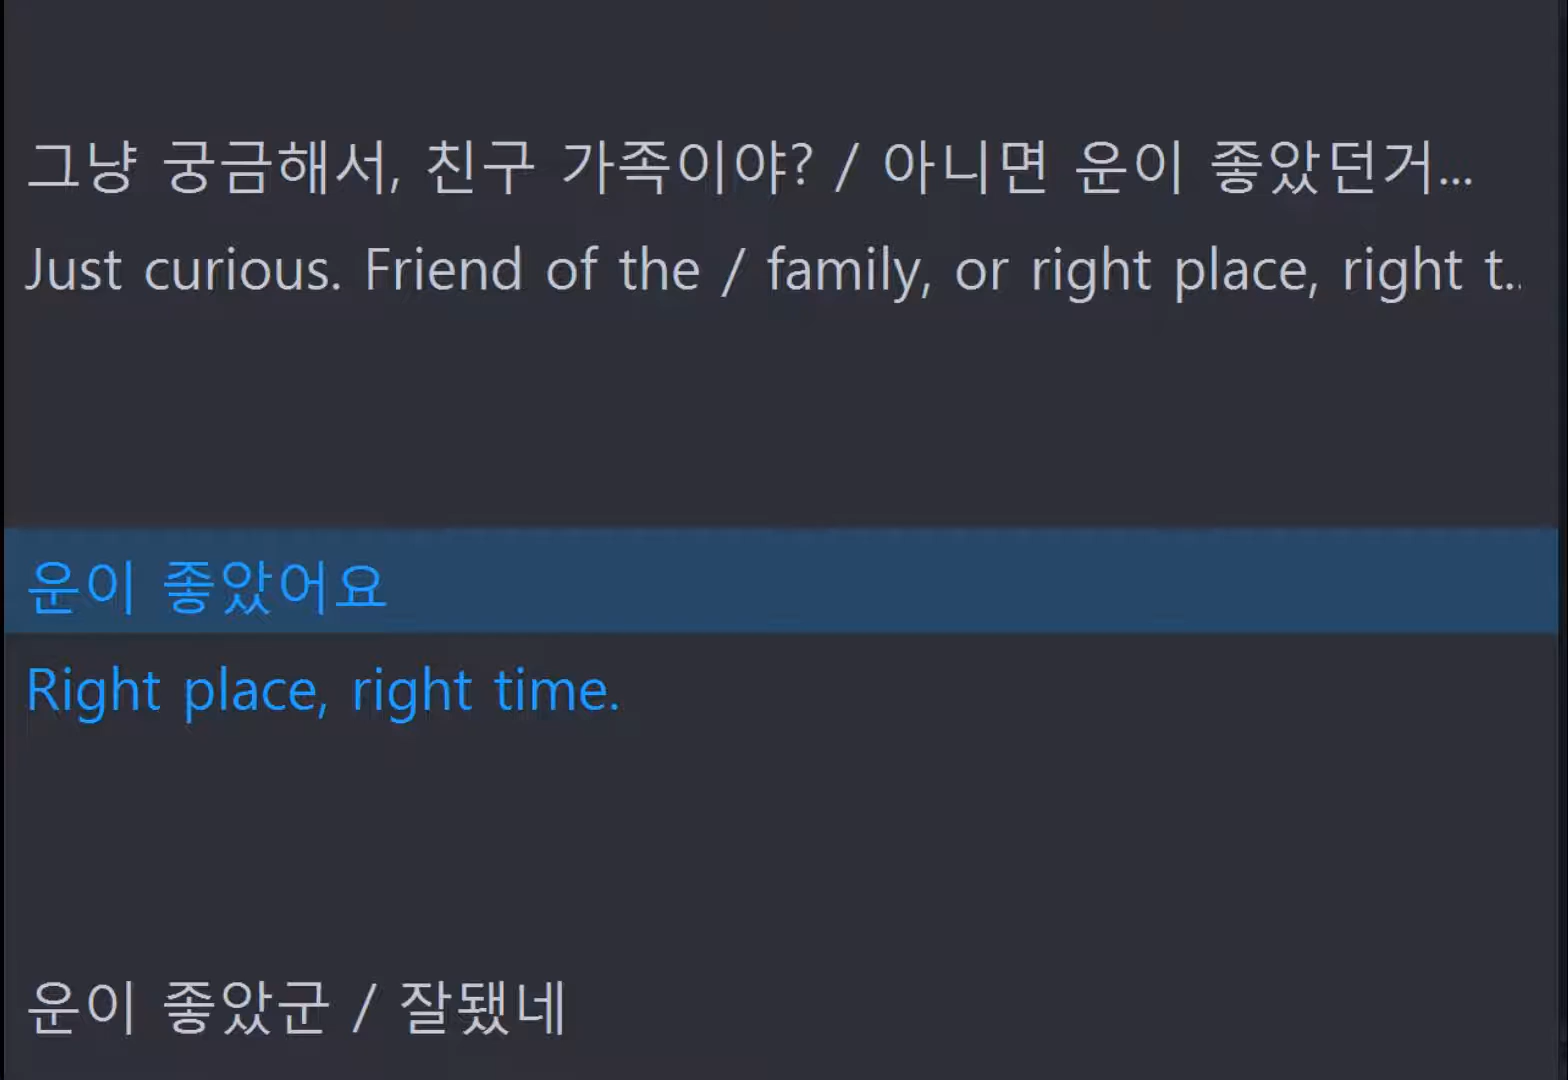 그냥 궁금해서, 친구 가족이야? / 아니면 운이 좋았던거...
Just curious. Friend of the / family, or right place, right t..
운이 좋았어요
Right place, right time.
운이 좋았군 / 잘됐네